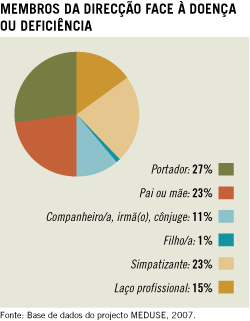 MEMBROS DA DIRECÇÃO FACE À DOENÇA
OU DEFICIÊNCIA
Portador: 27%
Pai ou mãe: 23%
Companheiro/a, irmã(o), cônjuge: 11%
Filho/a: 1%
Simpatizante: 23%
Laço profissional: 15%
Fonte: Base de dados do projecto MEDUSE, 2007.